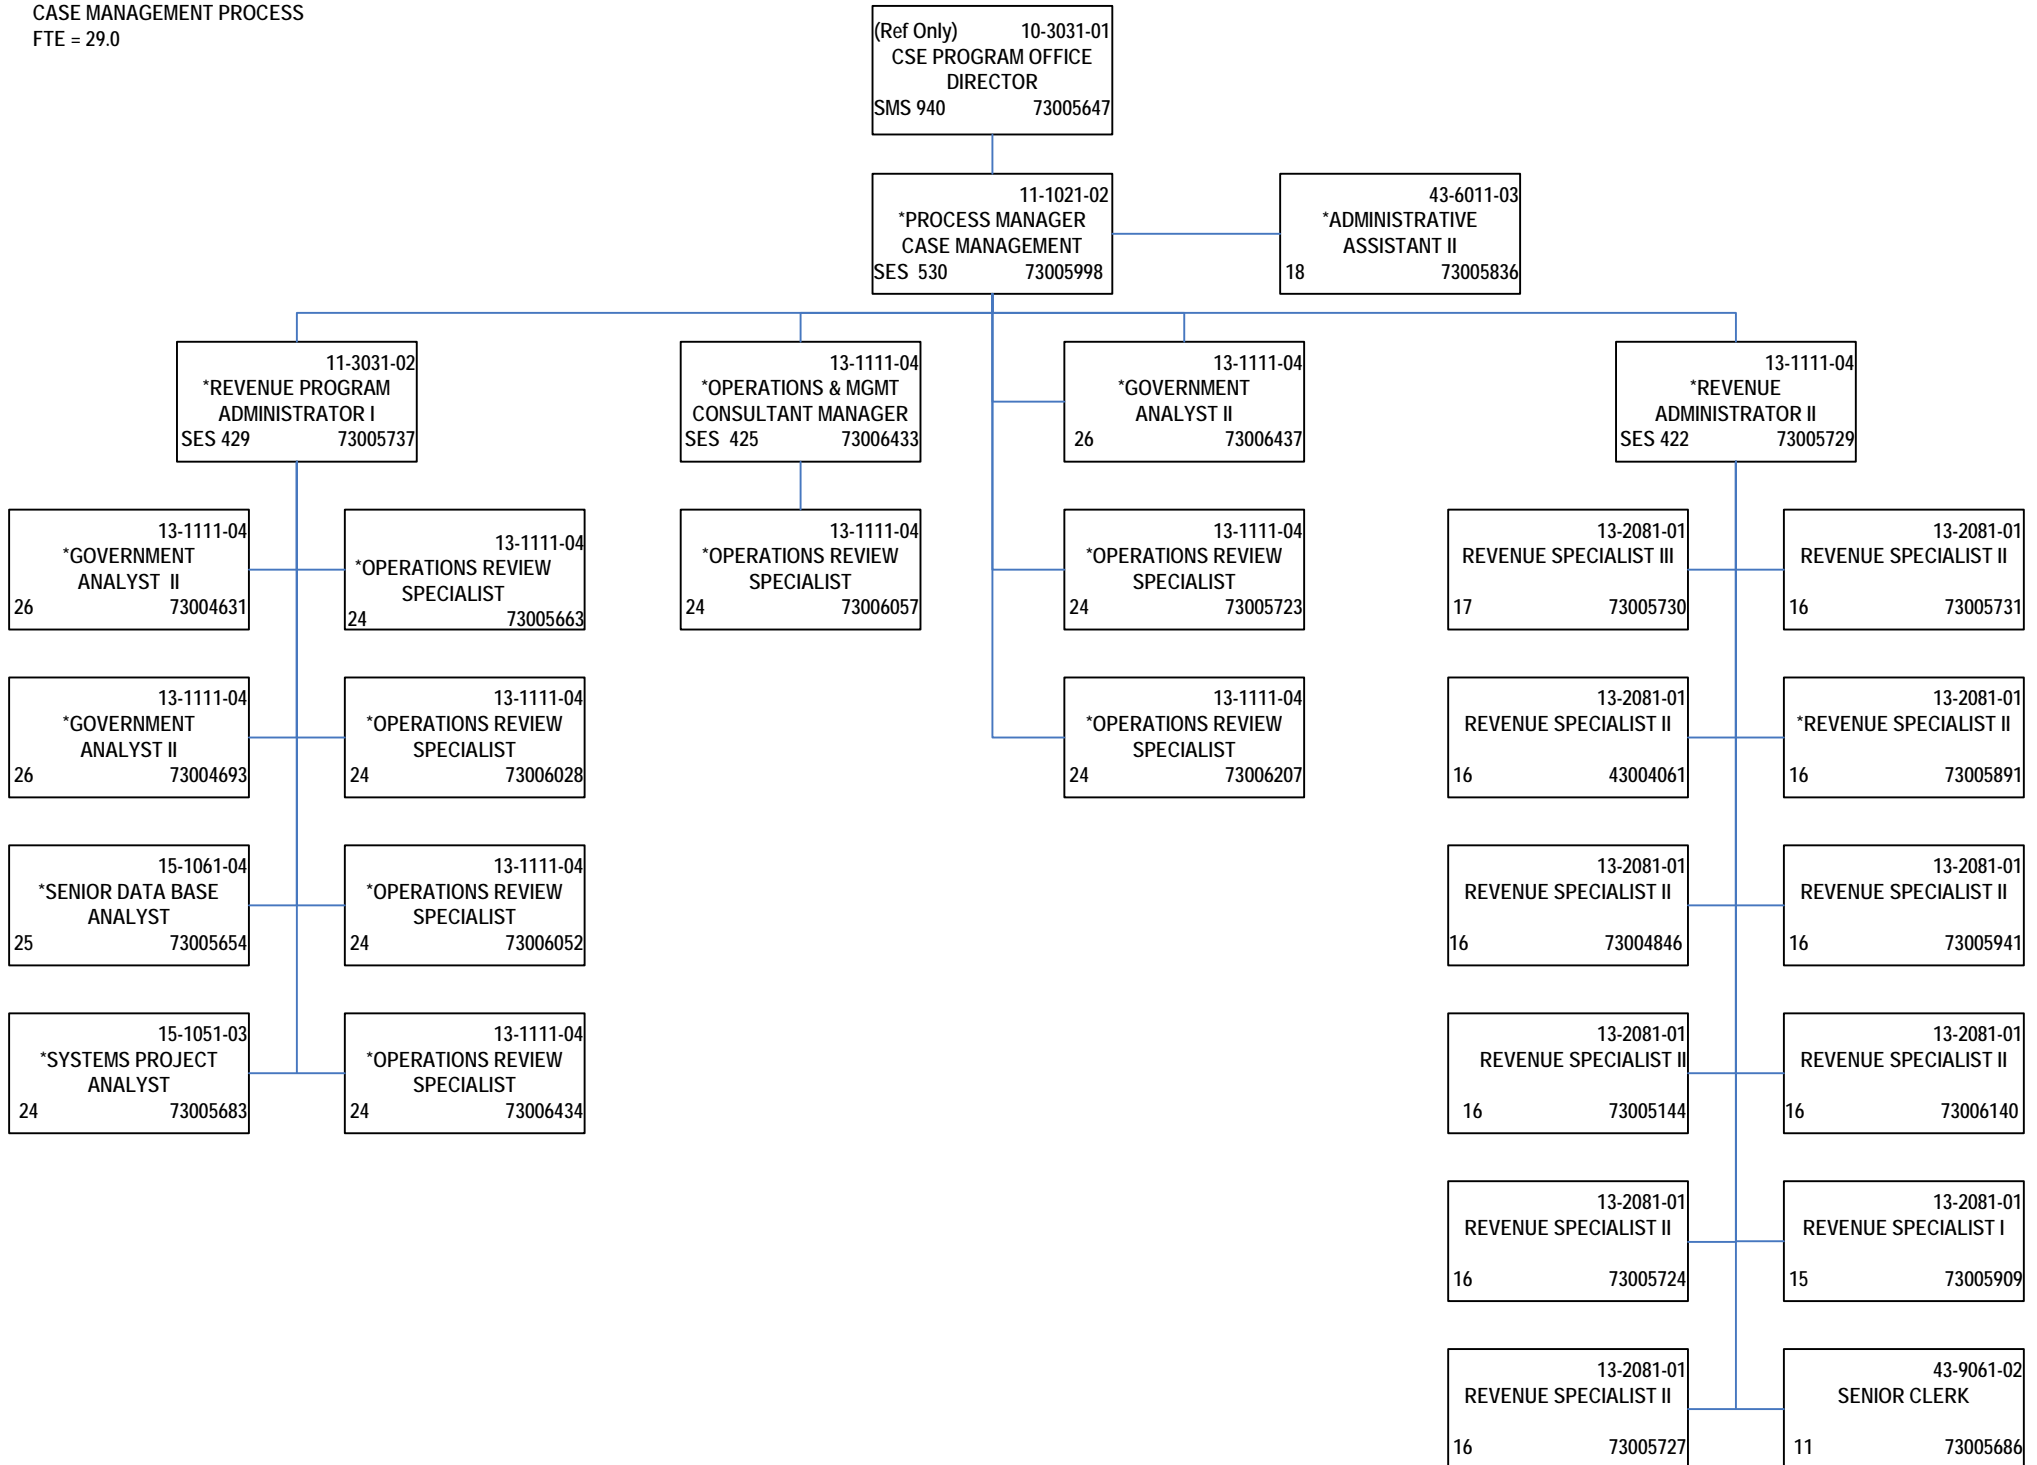 CASE MANAGEMENT PROCESS
FTE = 29.0
(Ref Only) 10-3031-01
CSE PROGRAM OFFICE
DIRECTOR
SMS 940 73005647
11-1021-02
*PROCESS MANAGER
CASE MANAGEMENT
SES 530 73005998
43-6011-03
*ADMINISTRATIVE
ASSISTANT II
18 73005836
11-3031-02
*REVENUE PROGRAM
ADMINISTRATOR I
SES 429 73005737
13-1111-04
*OPERATIONS & MGMT
CONSULTANT MANAGER
SES 425 73006433
13-1111-04
*GOVERNMENT
ANALYST II
26 73006437
13-1111-04
*REVENUE
ADMINISTRATOR II
SES 422 73005729
13-1111-04
*GOVERNMENT
ANALYST II
26 73004631
13-1111-04
*OPERATIONS REVIEW
SPECIALIST
24 73005663
13-1111-04
*OPERATIONS REVIEW
SPECIALIST
24 73006057
13-1111-04
*OPERATIONS REVIEW
SPECIALIST
24 73005723
13-2081-01
REVENUE SPECIALIST III
17 73005730
13-2081-01
REVENUE SPECIALIST II
16 73005731
13-1111-04
*GOVERNMENT
ANALYST II
26 73004693
13-1111-04
*OPERATIONS REVIEW
SPECIALIST
24 73006028
13-1111-04
*OPERATIONS REVIEW
SPECIALIST
24 73006207
13-2081-01
REVENUE SPECIALIST II
16 43004061
13-2081-01
*REVENUE SPECIALIST II
16 73005891
15-1061-04
*SENIOR DATA BASE
ANALYST
25 73005654
13-1111-04
*OPERATIONS REVIEW
SPECIALIST
24 73006052
13-2081-01
REVENUE SPECIALIST II
16 73004846
13-2081-01
REVENUE SPECIALIST II
16 73005941
15-1051-03
*SYSTEMS PROJECT
ANALYST
24 73005683
13-1111-04
*OPERATIONS REVIEW
SPECIALIST
24 73006434
13-2081-01
REVENUE SPECIALIST II
16 73005144
13-2081-01
REVENUE SPECIALIST II
16 73006140
13-2081-01
REVENUE SPECIALIST II
16 73005724
13-2081-01
REVENUE SPECIALIST I
15 73005909
13-2081-01
REVENUE SPECIALIST II
16 73005727
43-9061-02
SENIOR CLERK
11 73005686